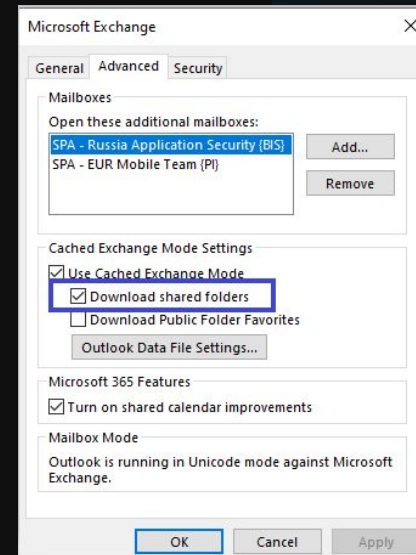 Microsoft Exchange
General Advanced Security
Mailboxes
Open these additional mailboxes:
SPA - Russia Application Security {BIS}
SPA - EUR Mobile Team {PI}
Add...
Remove
Cached Exchange Mode Settings
Use Cached Exchange Mode
Download shared folders
Download Public Folder Favorites
Outlook Data File Settings...
Microsoft 365 Features
Turn on shared calendar improvements
Mailbox Mode
Outlook is running in Unicode mode against Microsoft
Exchange.
OK Cancel Apply